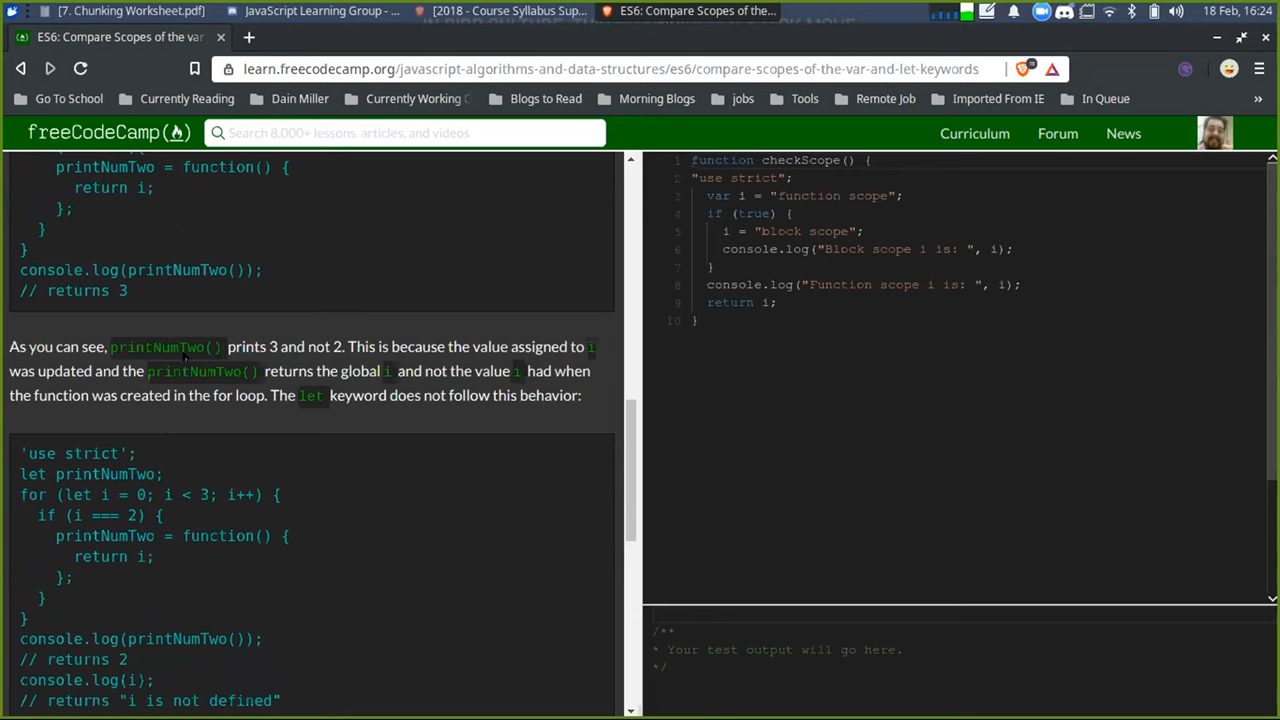 [7. Chunking Worksheet.pdf]
JavaScript Learning Group - ...
[2018 - Course Syllabus Sup...
ES6: Compare Scopes of the...
18 Feb, 16:24
ES6: Compare Scopes of the var
learn.freecodecamp.org/javascript-algorithms-and-data-structures/es6/compare-scopes-of-the-var-and-let-keywords
18
Go To School
Currently Reading
Dain Miller
Currently Working
Blogs to Read
Morning Blogs
jobs
Tools
Remote Job
Imported From IE
In Queue
»
freeCodeCamp
Search 8,000+ lessons, articles, and videos
Curriculum
Forum
News
printNumTwo = function() {
return i;
};
}
}
console.log(printNumTwo());
// returns 3
As you can see, printNumTwo() prints 3 and not 2. This is because the value assigned to i
was updated and the printNumTwo() returns the global i and not the value i had when
the function was created in the for loop. The let keyword does not follow this behavior:
'use strict';
let printNumTwo;
for (let i = 0; i < 3; i++) {
if (i === 2) {
printNumTwo = function() {
return i;
};
}
}
console.log(printNumTwo());
// returns 2
console.log(i);
// returns "i is not defined"
1 function checkScope() {
2 "use strict";
3 var i = "function scope";
4 if (true) {
5 i = "block scope";
6 console.log("Block scope i is: ", i);
7 }
8 console.log("Function scope i is: ", i);
9 return i;
10 }
/**
* Your test output will go here.
*/